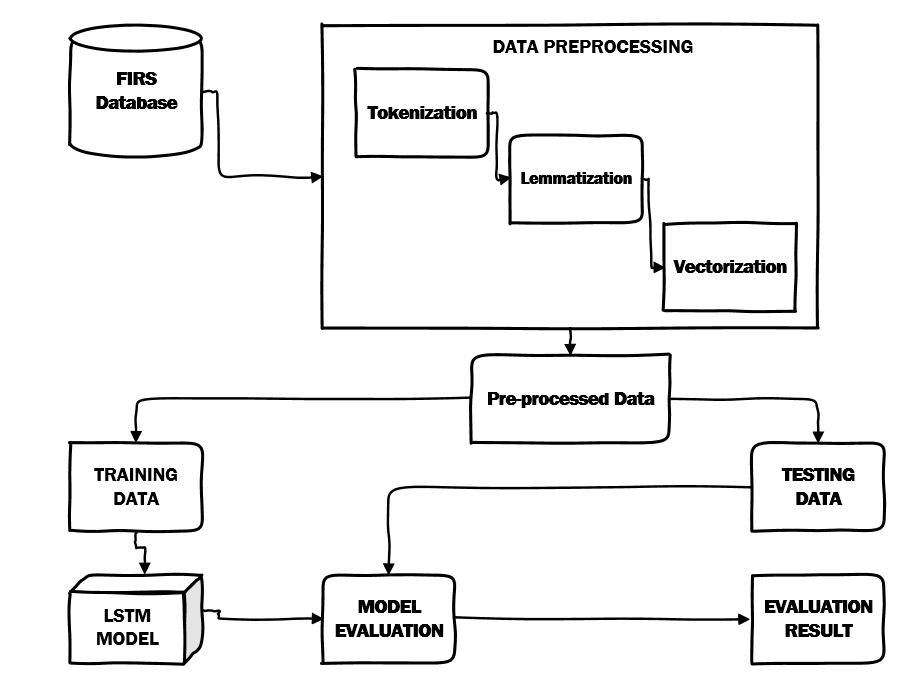 FIRS
Database
DATA PREPROCESSING
Tokenization
Lemmatization
Vectorization
Pre-processed Data
TRAINING
DATA
TESTING
DATA
LSTM
MODEL
MODEL
EVALUATION
EVALUATION
RESULT